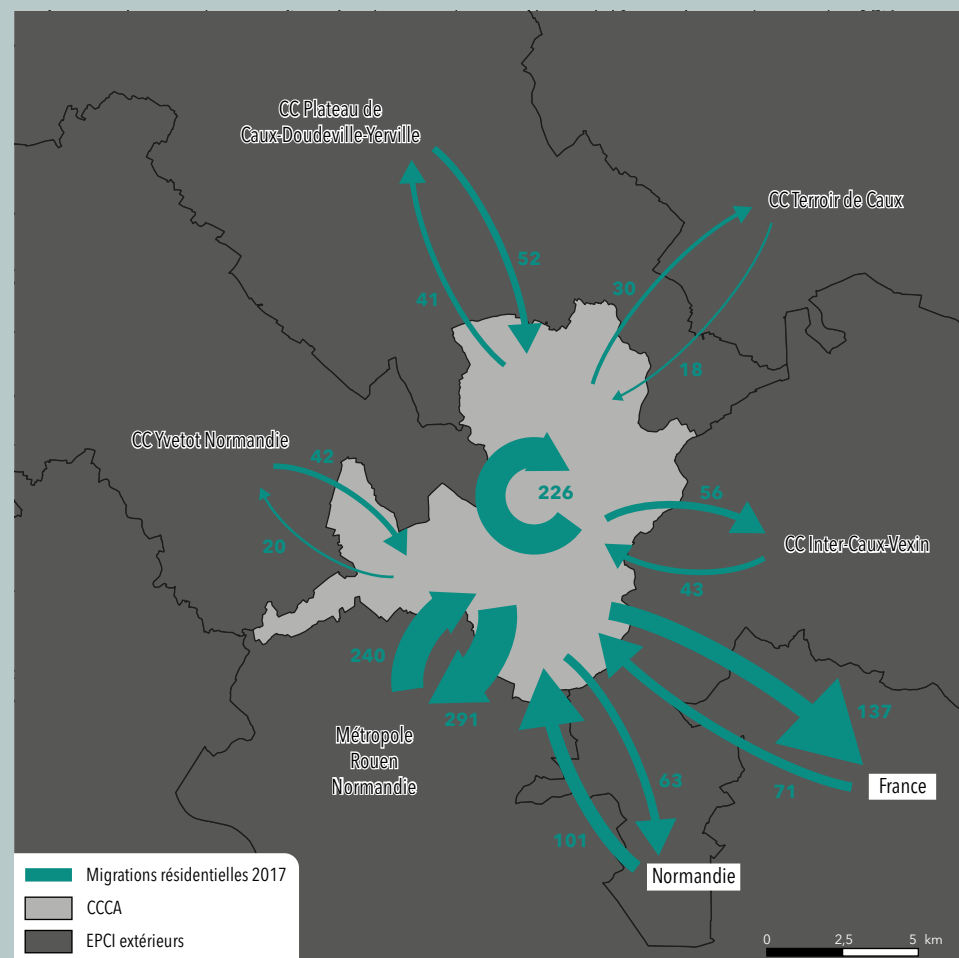 CC Plateau de
Caux-Doudeville-Yerville
CC Terroir de Caux
52
30
41
18
CC Yvetot Normandie
42
226
56
20
CC Inter-Caux-Vexin
43
240
291
137
Métropole
Rouen
Normandie
63
71
France
101
Normandie
Migrations résidentielles 2017
CCCA
EPCI extérieurs
0 2,5 5 km